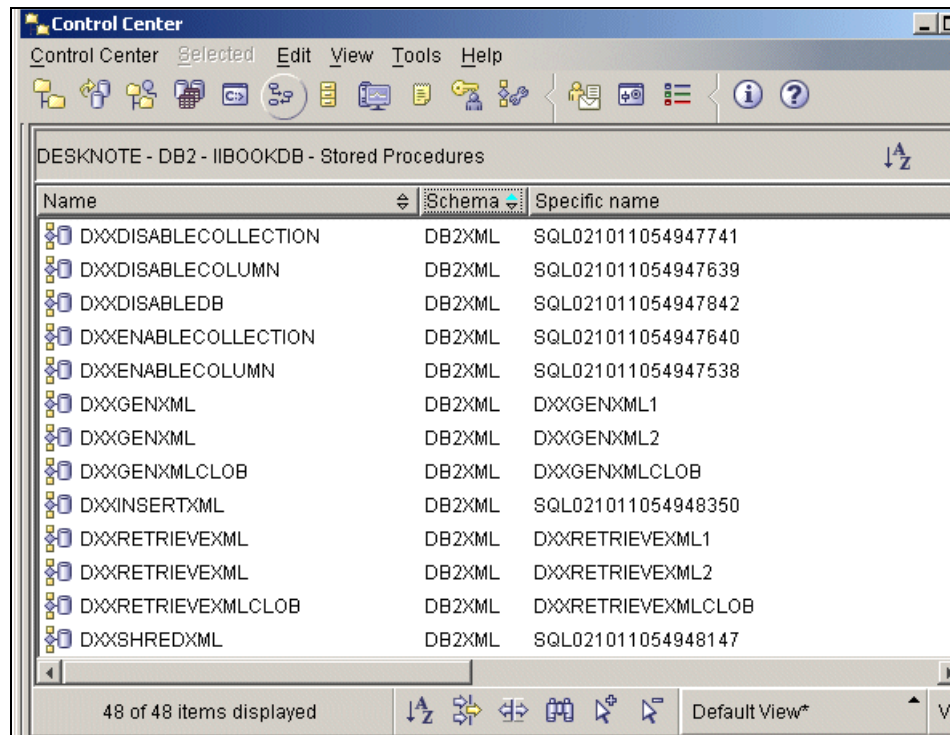 Control Center
Control Center Selected Edit View Tools Help
DESKNOTE - DB2 - IIBOOKDB - Stored Procedures
Name Schema Specific name
DXXDISABLECOLLECTION DB2XML SQL021011054947741
DXXDISABLECOLUMN DB2XML SQL021011054947639
DXXDISABLEDB DB2XML SQL021011054947842
DXXENABLECOLLECTION DB2XML SQL021011054947640
DXXENABLECOLUMN DB2XML SQL021011054947538
DXXGENXML DB2XML DXXGENXML1
DXXGENXML DB2XML DXXGENXML2
DXXGENXMLCLOB DB2XML DXXGENXMLCLOB
DXXINSERTXML DB2XML SQL021011054948350
DXXRETRIEVEXML DB2XML DXXRETRIEVEXML1
DXXRETRIEVEXML DB2XML DXXRETRIEVEXML2
DXXRETRIEVEXMLCLOB DB2XML DXXRETRIEVEXMLCLOB
DXXSHREDXML DB2XML SQL021011054948147
48 of 48 items displayed Default View*